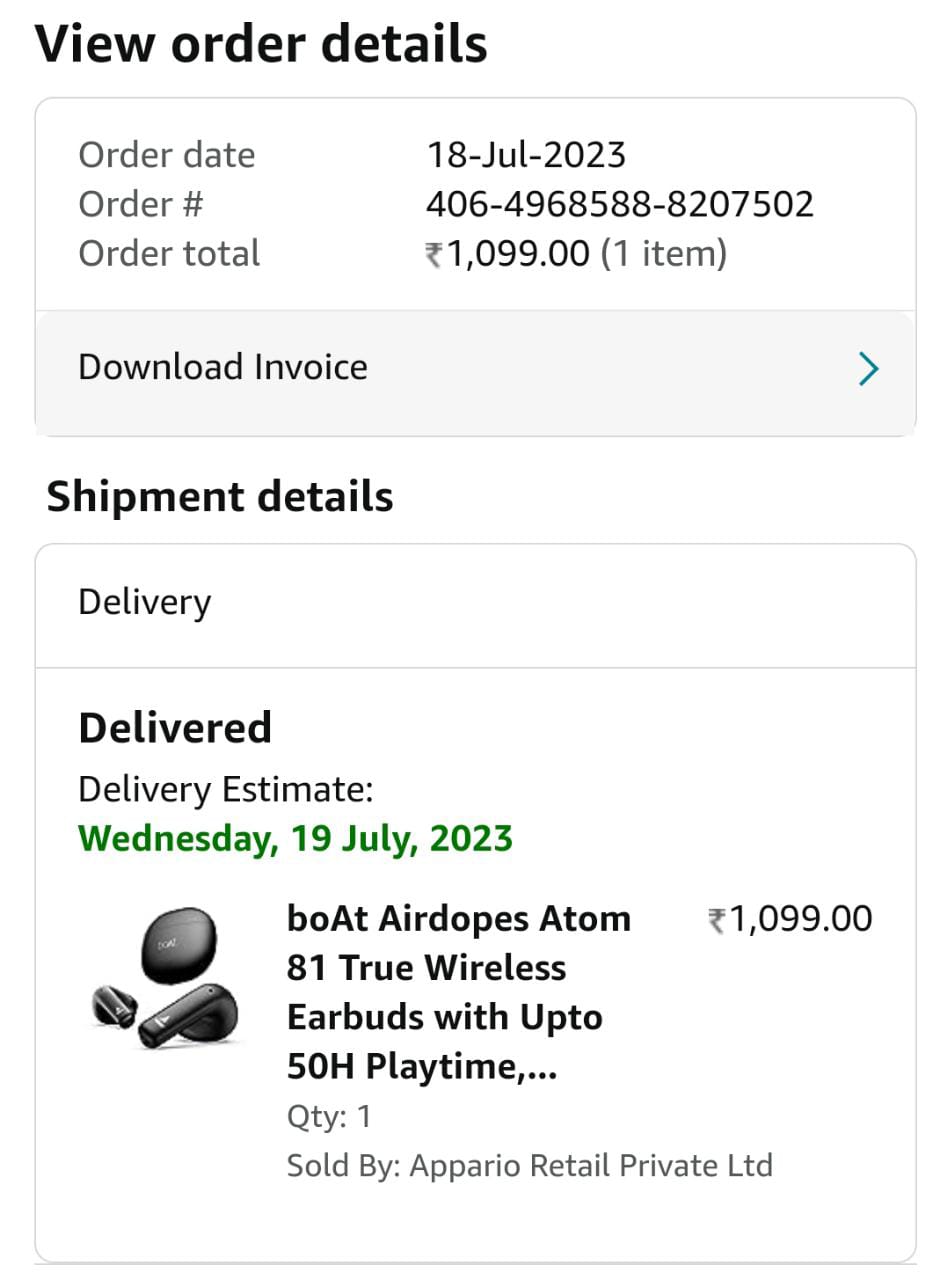 View order details
Order date 18-Jul-2023
Order # 406-4968588-8207502
Order total ₹1,099.00 (1 item)
Download Invoice
Shipment details
Delivery
Delivered
Delivery Estimate:
Wednesday, 19 July, 2023
boAt Airdopes Atom ₹1,099.00
81 True Wireless
Earbuds with Upto
50H Playtime,...
Qty: 1
Sold By: Appario Retail Private Ltd
boAt